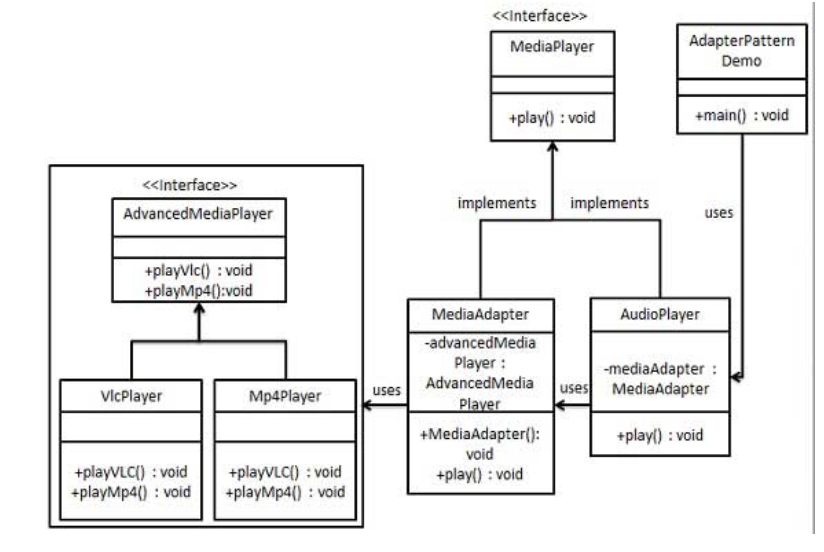 <<Interface>>
MediaPlayer
+play() : void
AdapterPattern
Demo
+main() : void
implements
implements
uses
<<Interface>>
AdvancedMediaPlayer
+playVlc() : void
+playMp4():void
VlcPlayer
+playVLC() : void
+playMp4() : void
Mp4Player
+playVLC() : void
+playMp4() : void
uses
MediaAdapter
-advancedMedia
Player :
AdvancedMedia
Player
+MediaAdapter():
void
+play() : void
uses
AudioPlayer
-mediaAdapter :
MediaAdapter
+play() : void